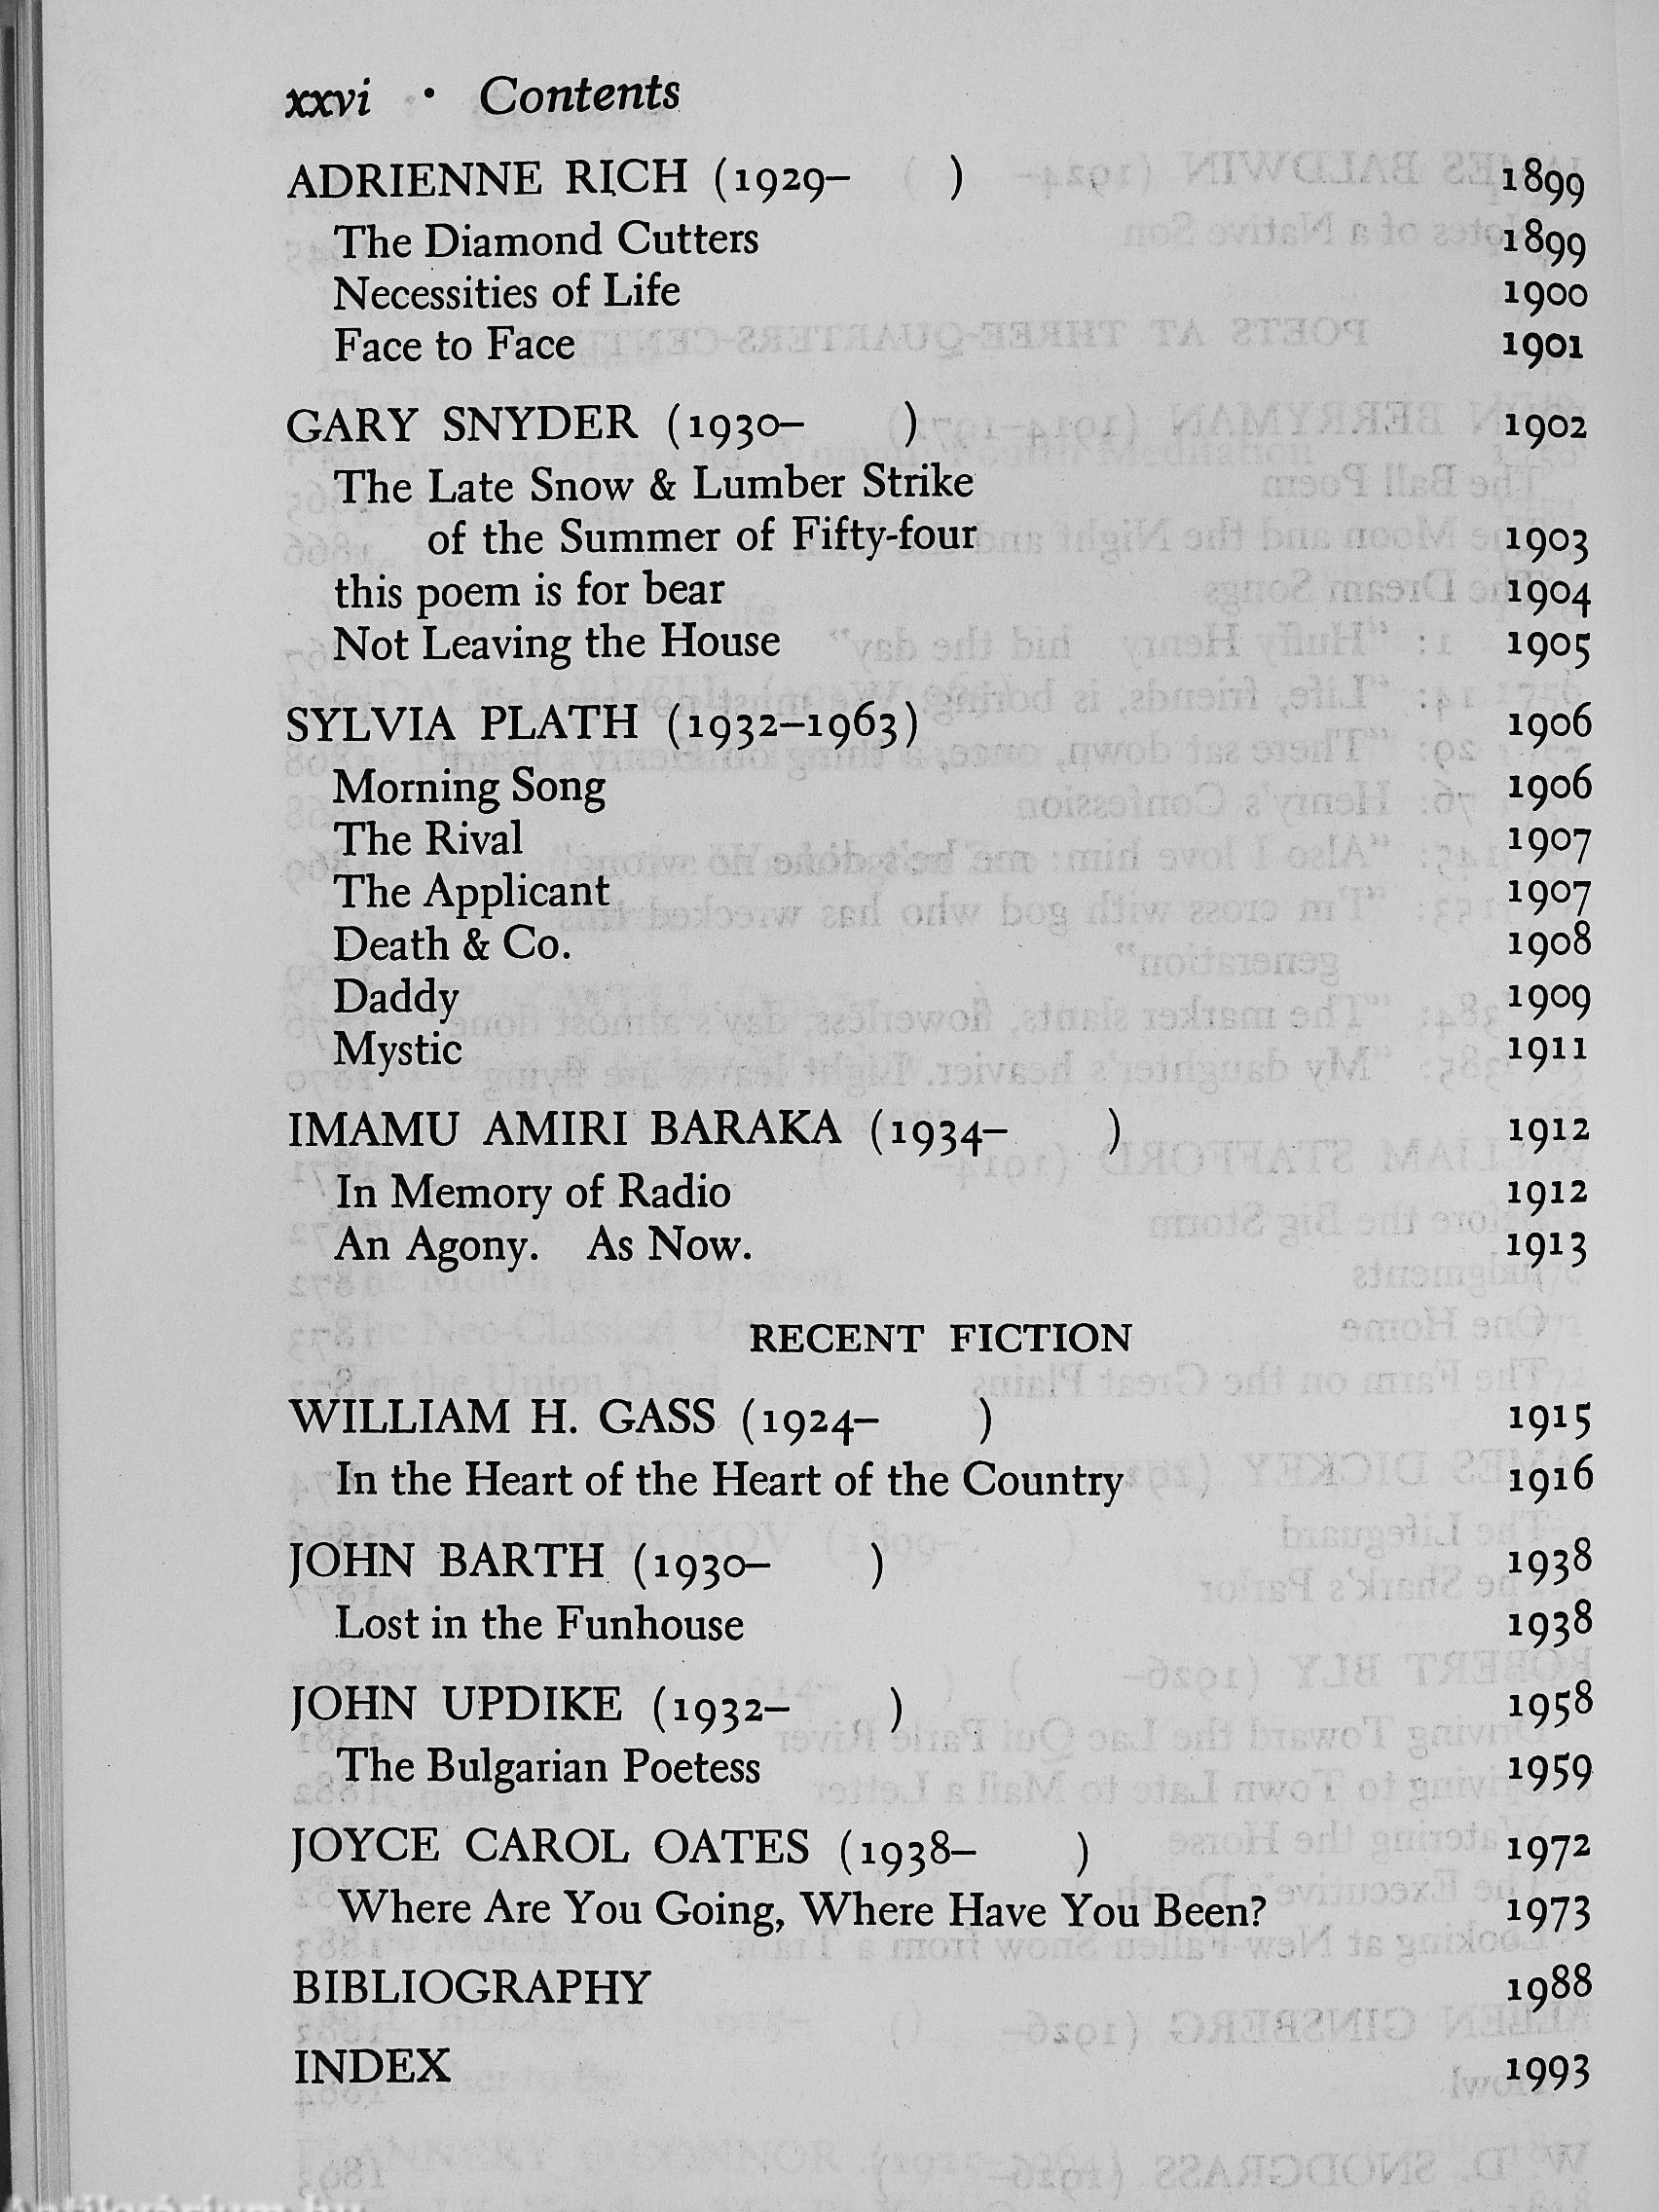 xxvi · Contents
ADRIENNE RICH (1929– ) 1899
The Diamond Cutters 1899
Necessities of Life 1900
Face to Face 1901
GARY SNYDER (1930– ) 1902
The Late Snow & Lumber Strike
of the Summer of Fifty-four 1903
this poem is for bear 1904
Not Leaving the House 1905
SYLVIA PLATH (1932–1963) 1906
Morning Song 1906
The Rival 1907
The Applicant 1907
Death & Co. 1908
Daddy 1909
Mystic 1911
IMAMU AMIRI BARAKA (1934– ) 1912
In Memory of Radio 1912
An Agony. As Now. 1913
RECENT FICTION
WILLIAM H. GASS (1924– ) 1915
In the Heart of the Heart of the Country 1916
JOHN BARTH (1930– ) 1938
Lost in the Funhouse 1938
JOHN UPDIKE (1932– ) 1958
The Bulgarian Poetess 1959
JOYCE CAROL OATES (1938– ) 1972
Where Are You Going, Where Have You Been? 1973
BIBLIOGRAPHY 1988
INDEX 1993